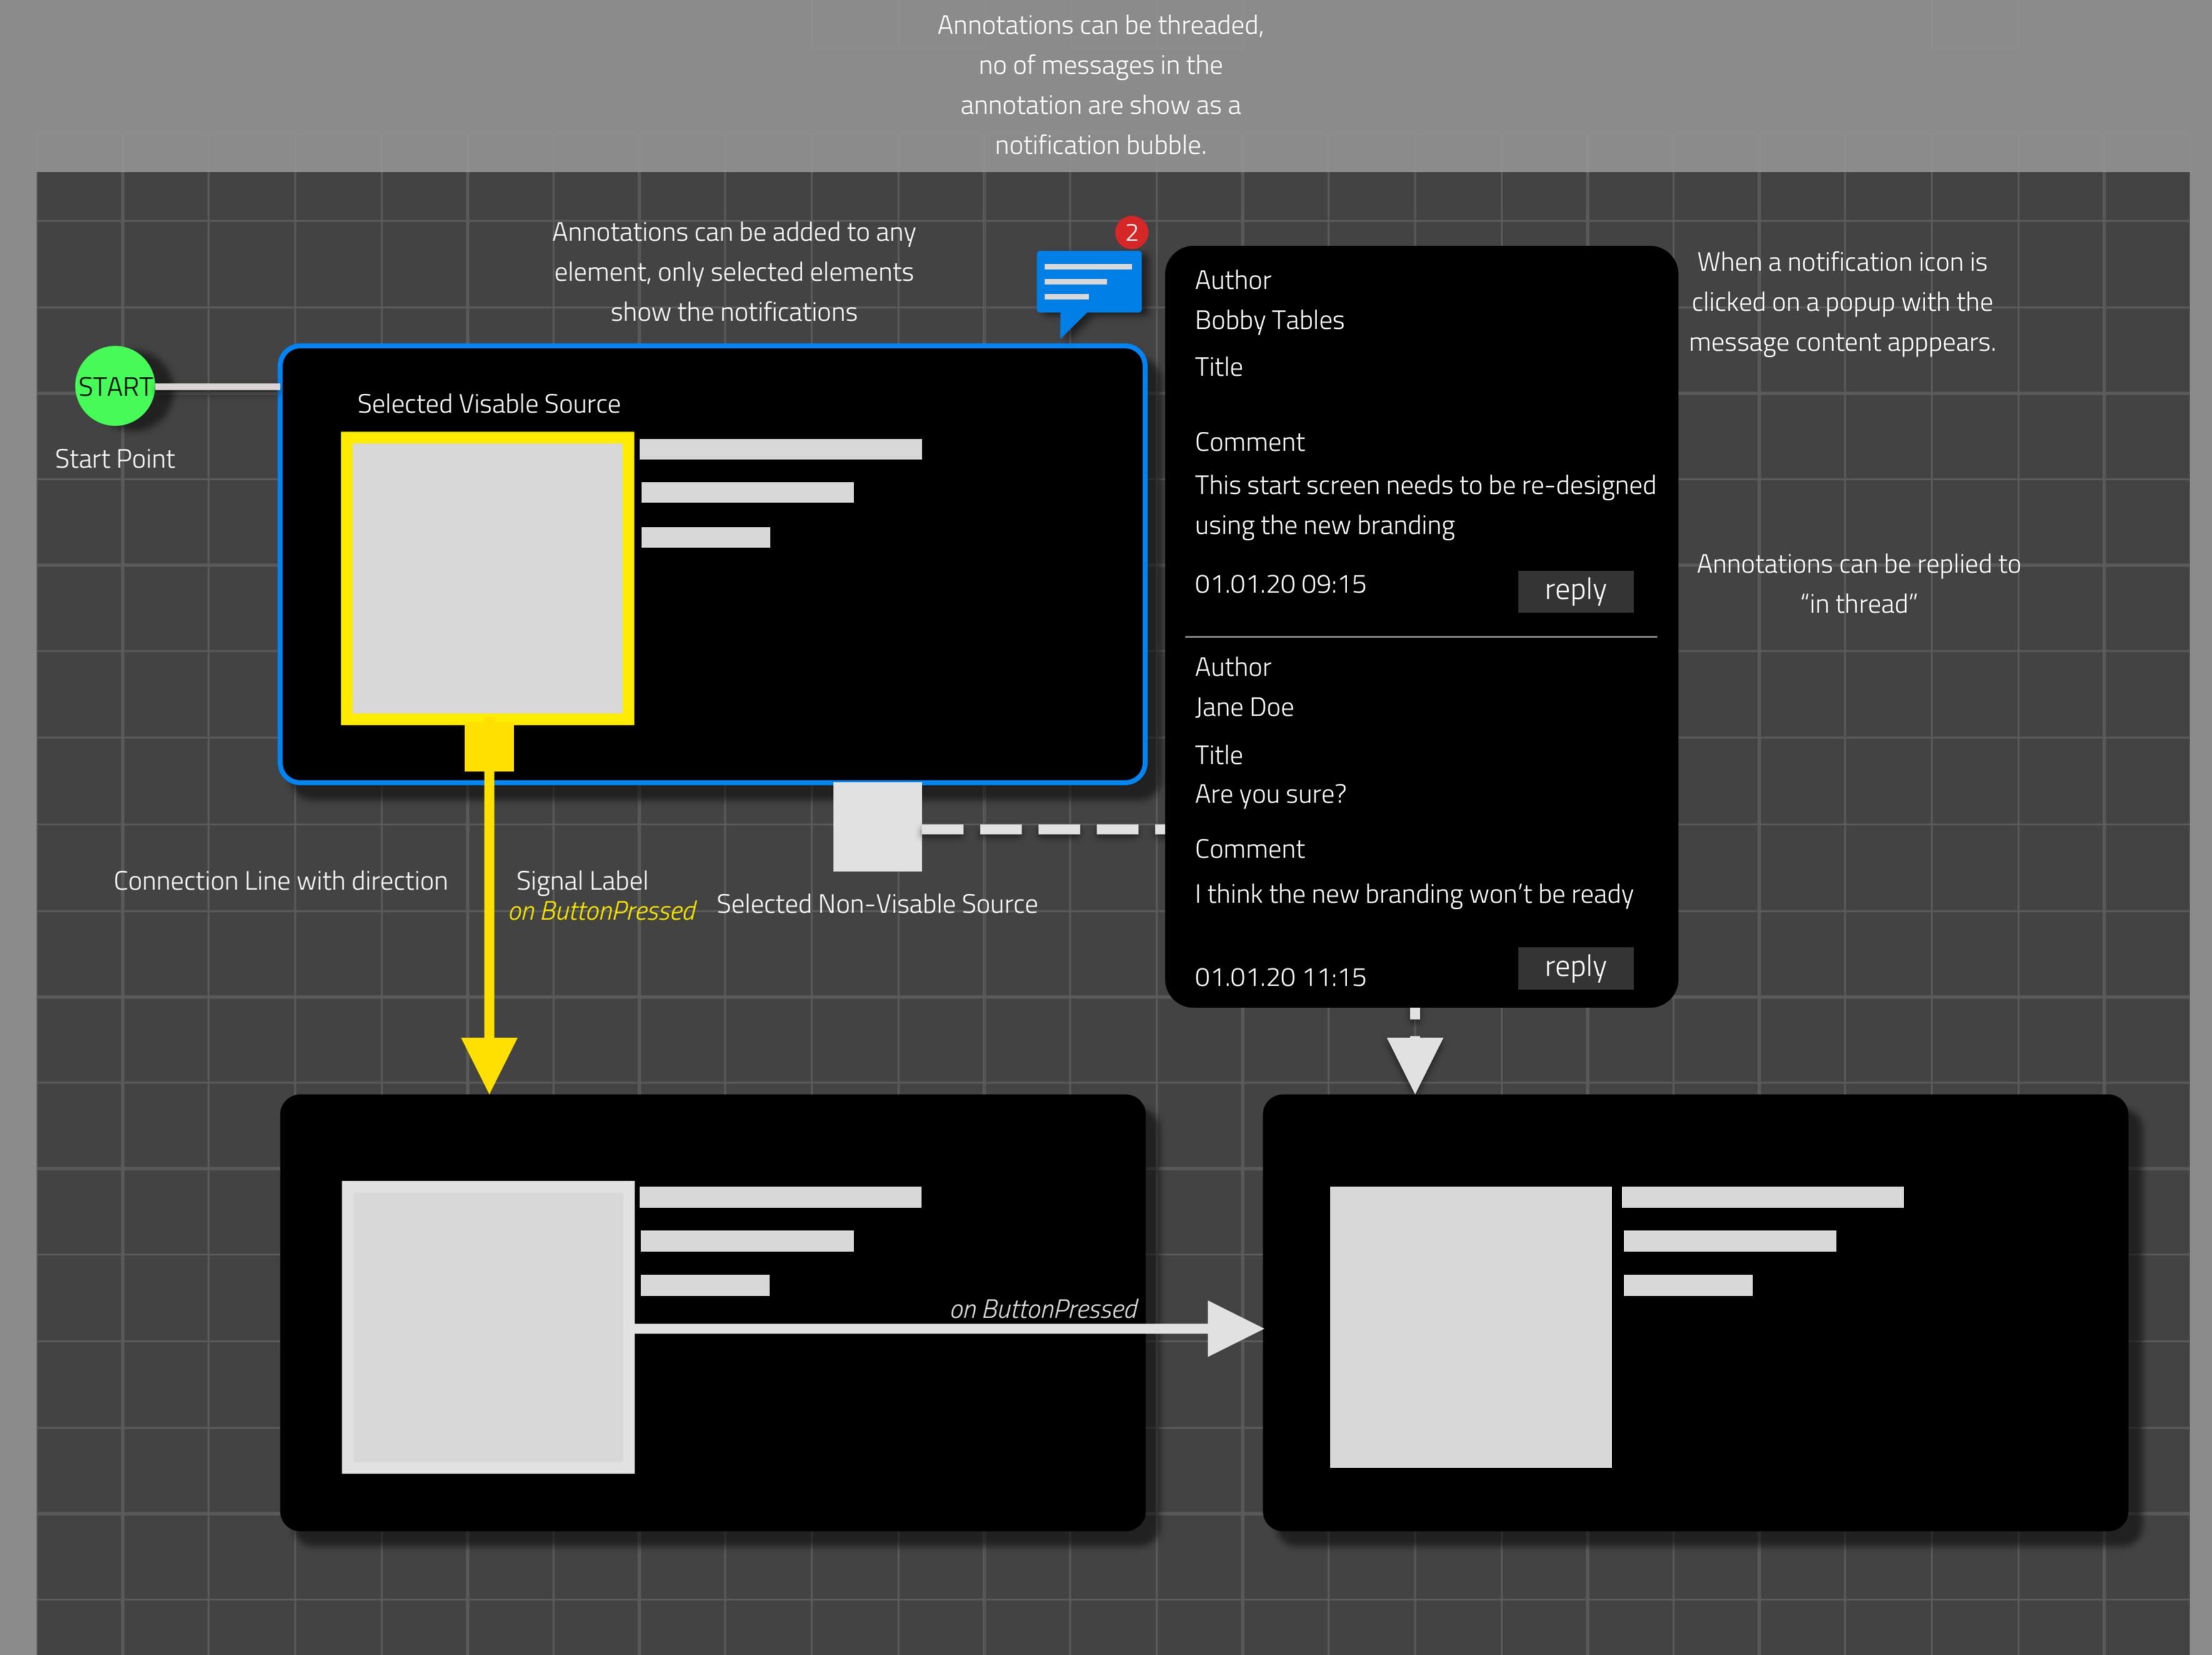 Annotations can be threaded,
no of messages in the
annotation are show as a
notification bubble.
Annotations can be added to any
element, only selected elements
show the notifications
2
START
Start Point
Selected Visable Source
Author
Bobby Tables
Title
Comment
This start screen needs to be re-designed
using the new branding
01.01.20 09:15
reply
Author
Jane Doe
Title
Are you sure?
Comment
I think the new branding won’t be ready
01.01.20 11:15
reply
When a notification icon is
clicked on a popup with the
message content apppears.
Annotations can be replied to
“in thread”
Connection Line with direction
Signal Label
on ButtonPressed
Selected Non-Visable Source
on ButtonPressed